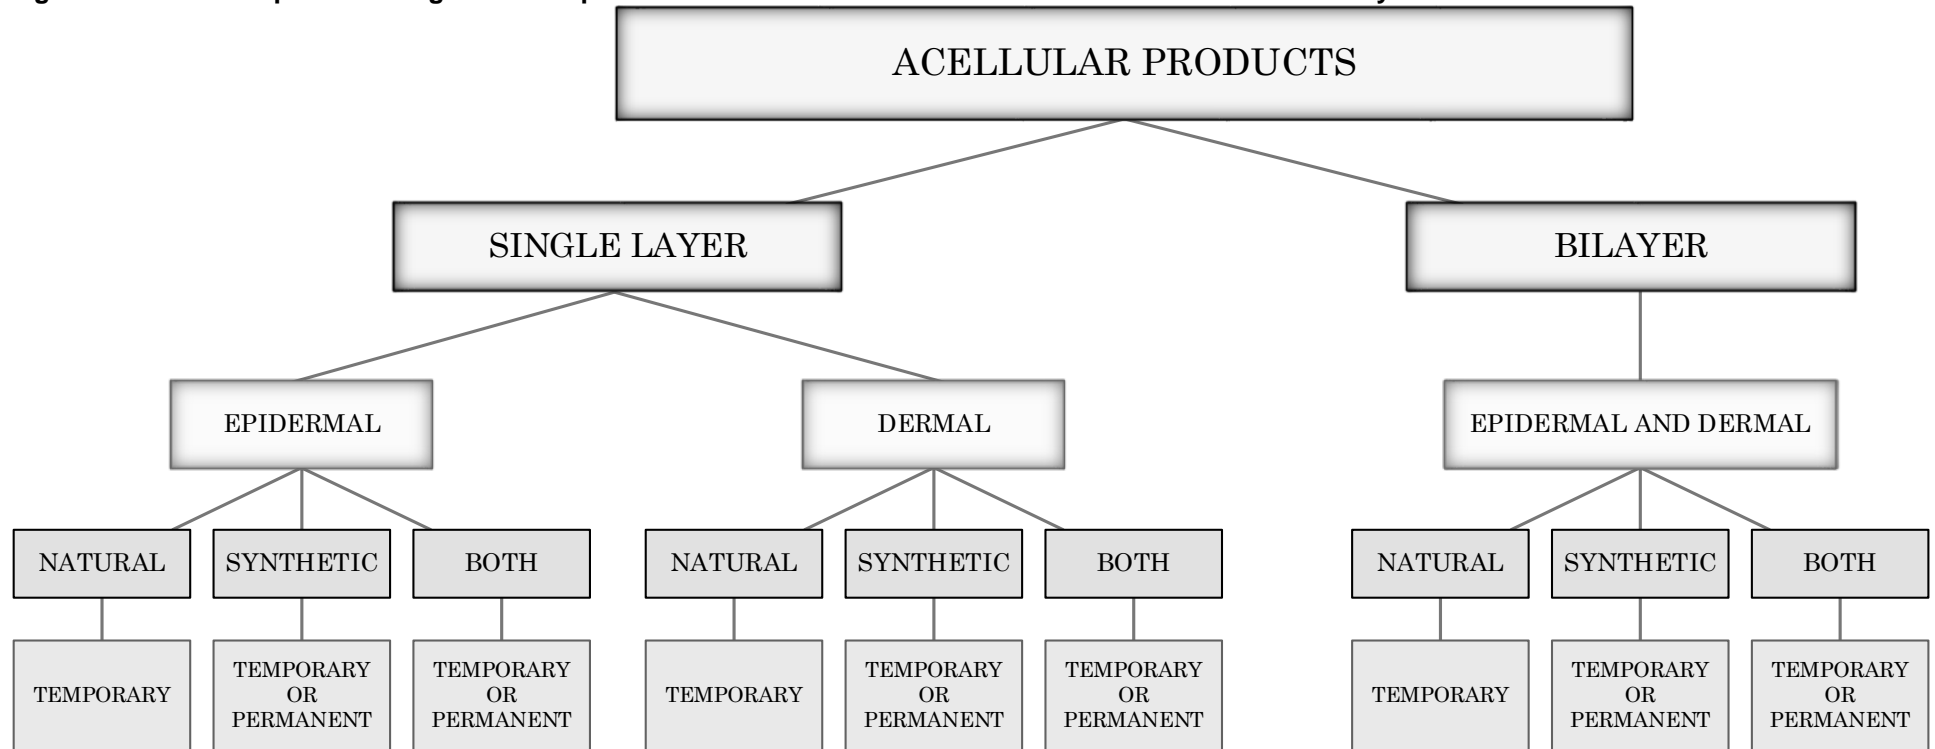 ACELLULAR PRODUCTS
SINGLE LAYER
BILAYER
EPIDERMAL
DERMAL
EPIDERMAL AND DERMAL
NATURAL
SYNTHETIC
BOTH
NATURAL
SYNTHETIC
BOTH
NATURAL
SYNTHETIC
BOTH
TEMPORARY
TEMPORARY
OR
PERMANENT
TEMPORARY
OR
PERMANENT
TEMPORARY
TEMPORARY
OR
PERMANENT
TEMPORARY
OR
PERMANENT
TEMPORARY
TEMPORARY
OR
PERMANENT
TEMPORARY
OR
PERMANENT